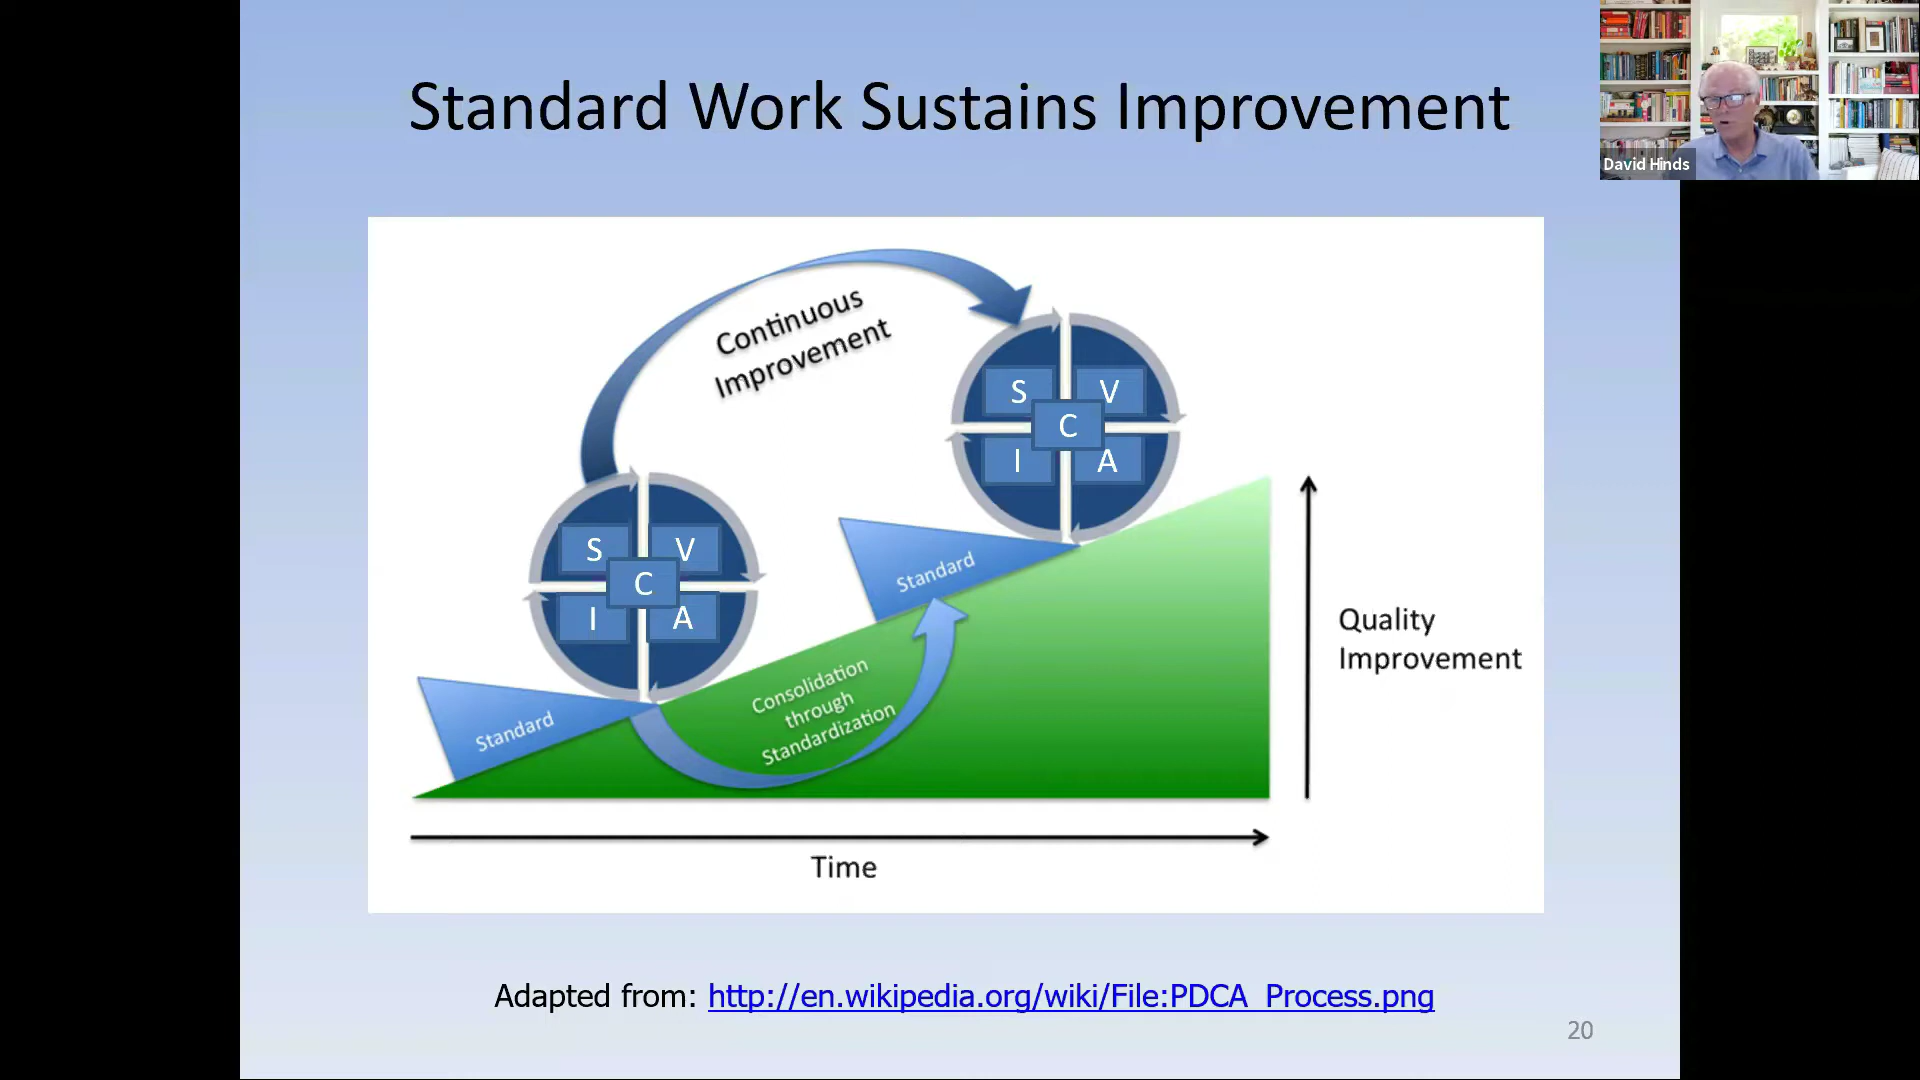 Standard Work Sustains Improvement
David Hinds
Continuous
Improvement
S V
C
I A
S V
C
I A
Standard
Standard
Consolidation
through
Standardization
Quality
Improvement
Time
Adapted from: http://en.wikipedia.org/wiki/File:PDCA_Process.png
20